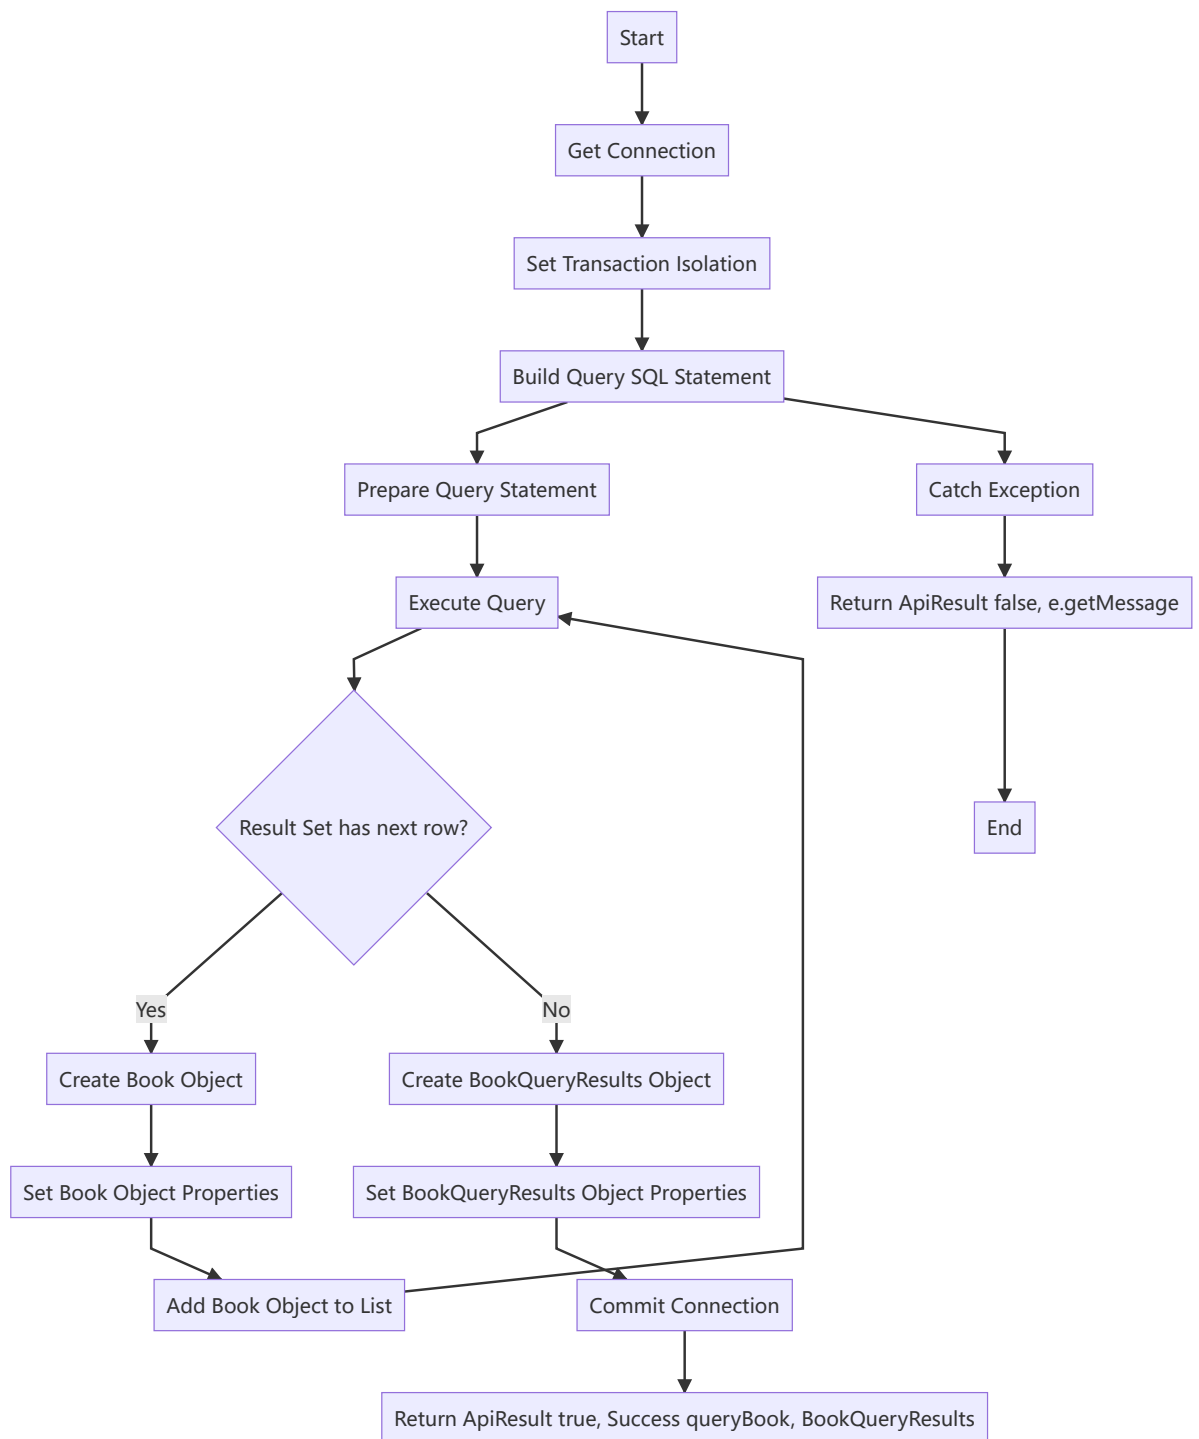 Start
Get Connection
Set Transaction Isolation
Build Query SQL Statement
Prepare Query Statement
Catch Exception
Execute Query
Return ApiResult false, e.getMessage
Result Set has next row?
End
Yes
No
Create Book Object
Create BookQueryResults Object
Set Book Object Properties
Set BookQueryResults Object Properties
Add Book Object to List
Commit Connection
Return ApiResult true, Success queryBook, BookQueryResults